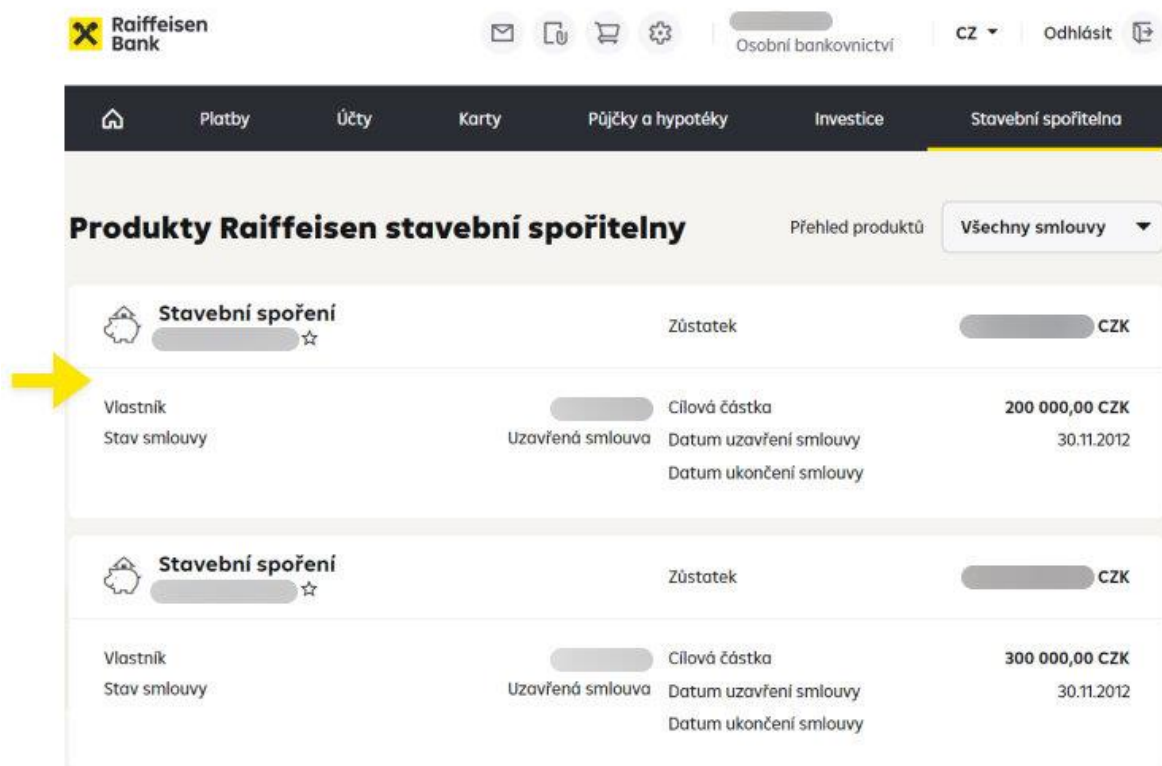 Raiffeisen
Bank
Osobní bankovnictví
CZ
Odhlásit
Platby
Účty
Karty
Půjčky a hypotéky
Investice
Stavební spořitelna
Produkty Raiffeisen stavební spořitelny
Přehled produktů
Všechny smlouvy
Stavební spoření
Zůstatek
CZK
Vlastník
Stav smlouvy
Uzavřená smlouva
Cílová částka
200 000,00 CZK
Datum uzavření smlouvy
30.11.2012
Datum ukončení smlouvy
Stavební spoření
Zůstatek
CZK
Vlastník
Stav smlouvy
Uzavřená smlouva
Cílová částka
300 000,00 CZK
Datum uzavření smlouvy
30.11.2012
Datum ukončení smlouvy